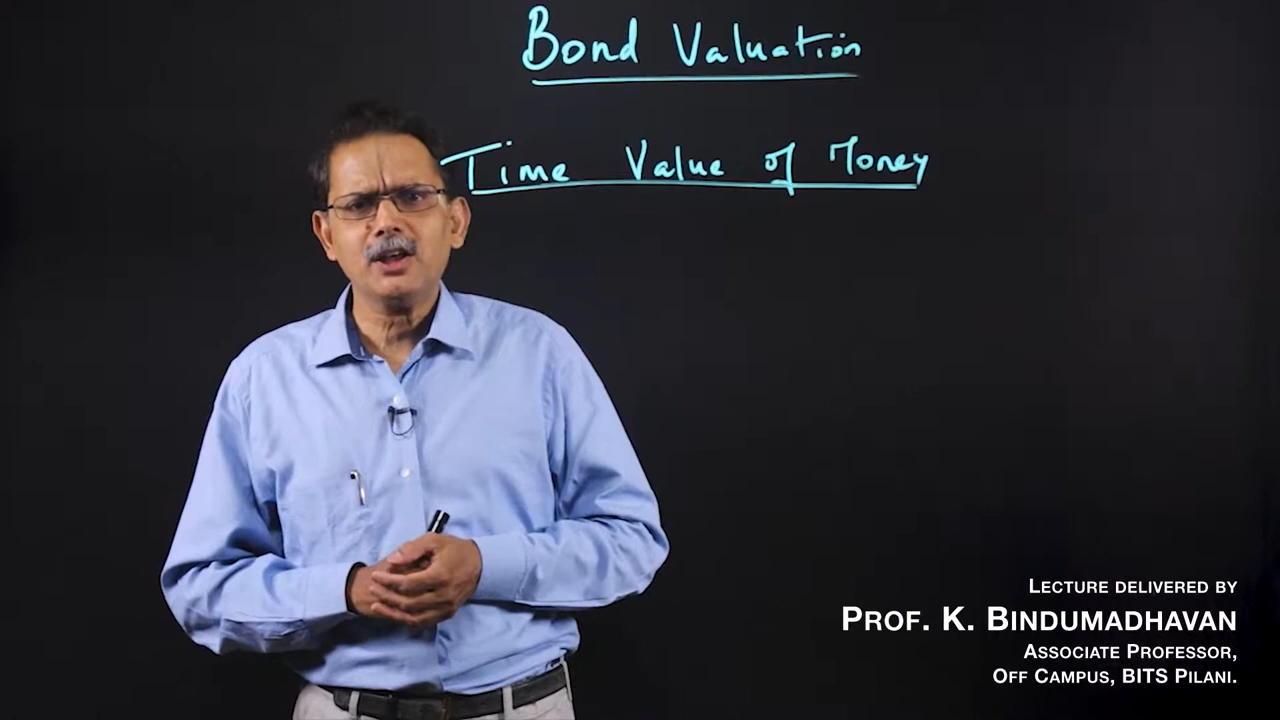 Bond Valuation
Time Value of Money
LECTURE DELIVERED BY
PROF. K. BINDUMADHAVAN
ASSOCIATE PROFESSOR,
OFF CAMPUS, BITS PILANI.